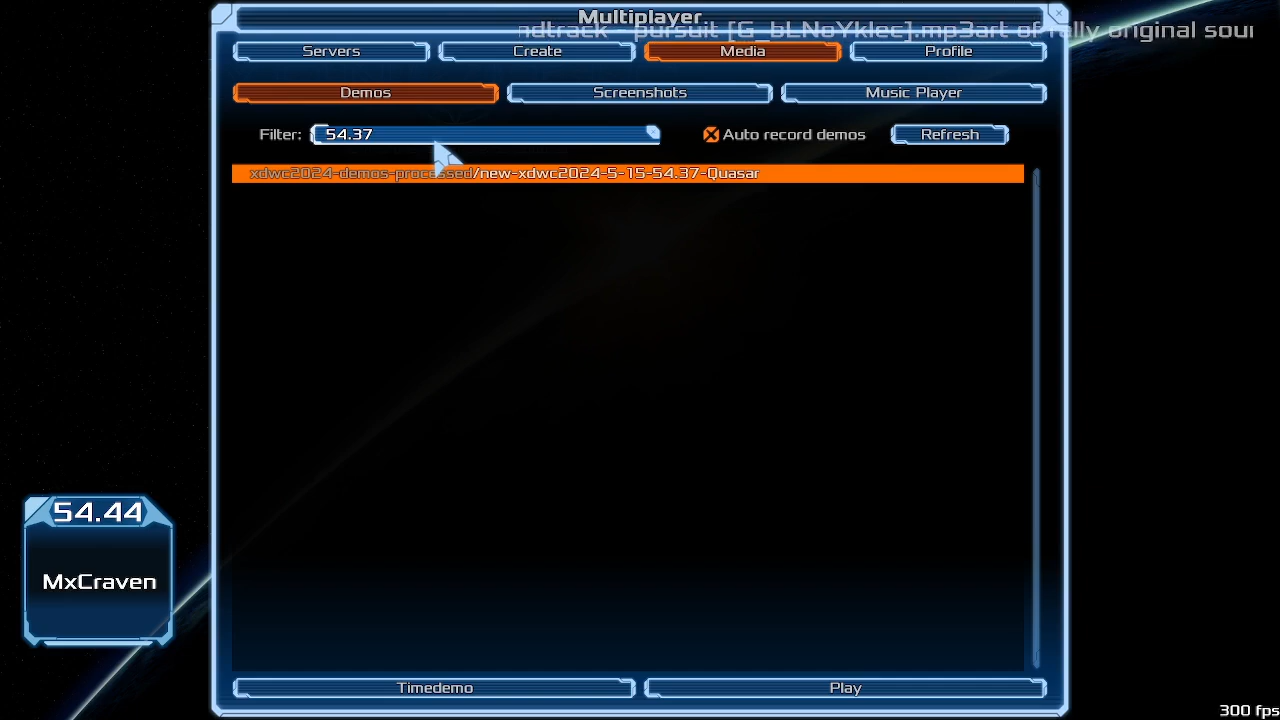 Multiplayer
ndtrack - pursuit [G_bLNoYklec].mp3art of rally original soun
Servers Create Media Profile
Demos Screenshots Music Player
Filter: 54.37 Auto record demos Refresh
xdwc2024-demos-processed/new-xdwc2024-5-15-54.37-Quasar
54.44
MxCraven
Timedemo Play
300 fps